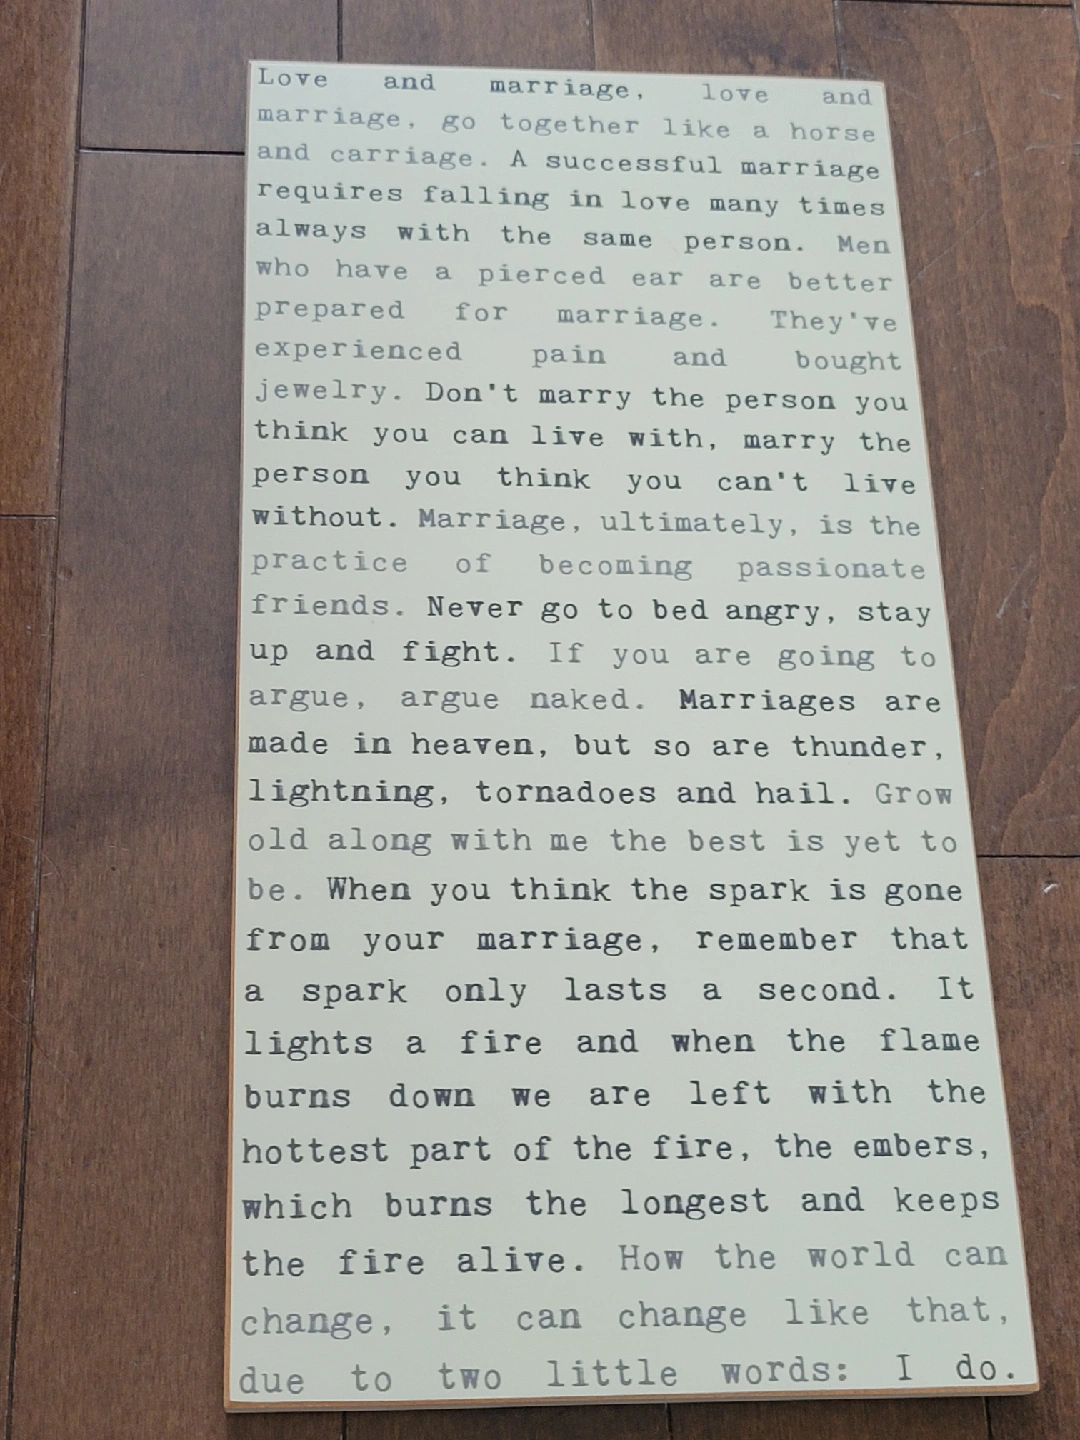 Love and marriage, love and
marriage, go together like a horse
and carriage. A successful marriage
requires falling in love many times
always with the same person. Men
who have a pierced ear are better
prepared for marriage. They've
experienced pain and bought
jewelry. Don't marry the person you
think you can live with, marry the
person you think you can't live
without. Marriage, ultimately, is the
practice of becoming passionate
friends. Never go to bed angry, stay
up and fight. If you are going to
argue, argue naked. Marriages are
made in heaven, but so are thunder,
lightning, tornadoes and hail. Grow
old along with me the best is yet to
be. When you think the spark is gone
from your marriage, remember that
a spark only lasts a second. It
lights a fire and when the flame
burns down we are left with the
hottest part of the fire, the embers,
which burns the longest and keeps
the fire alive. How the world can
change, it can change like that,
due to two little words: I do.